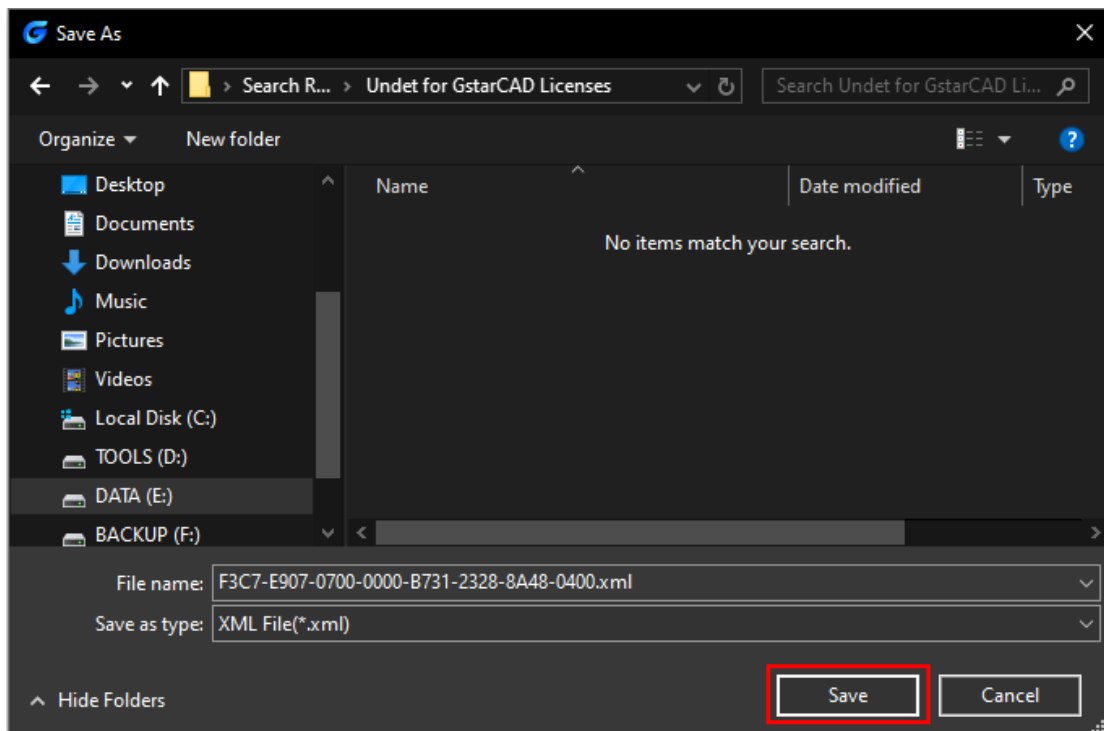 Save As
Search R... > Undet for GstarCAD Licenses
Search Undet for GstarCAD Li...
Organize
New folder
Desktop
Documents
Downloads
Music
Pictures
Videos
Local Disk (C:)
TOOLS (D:)
DATA (E:)
BACKUP (F:)
Name
Date modified
Type
No items match your search.
File name: F3C7-E907-0700-0000-B731-2328-8A48-0400.xml
Save as type: XML File(*.xml)
Hide Folders
Save
Cancel